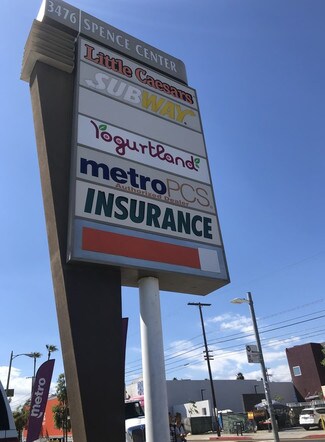 3476 SPENCE CENTER
Little Caesars
SUBWAY
Yogurtland
metroPCS.
Authorized Dealer
INSURANCE
metro